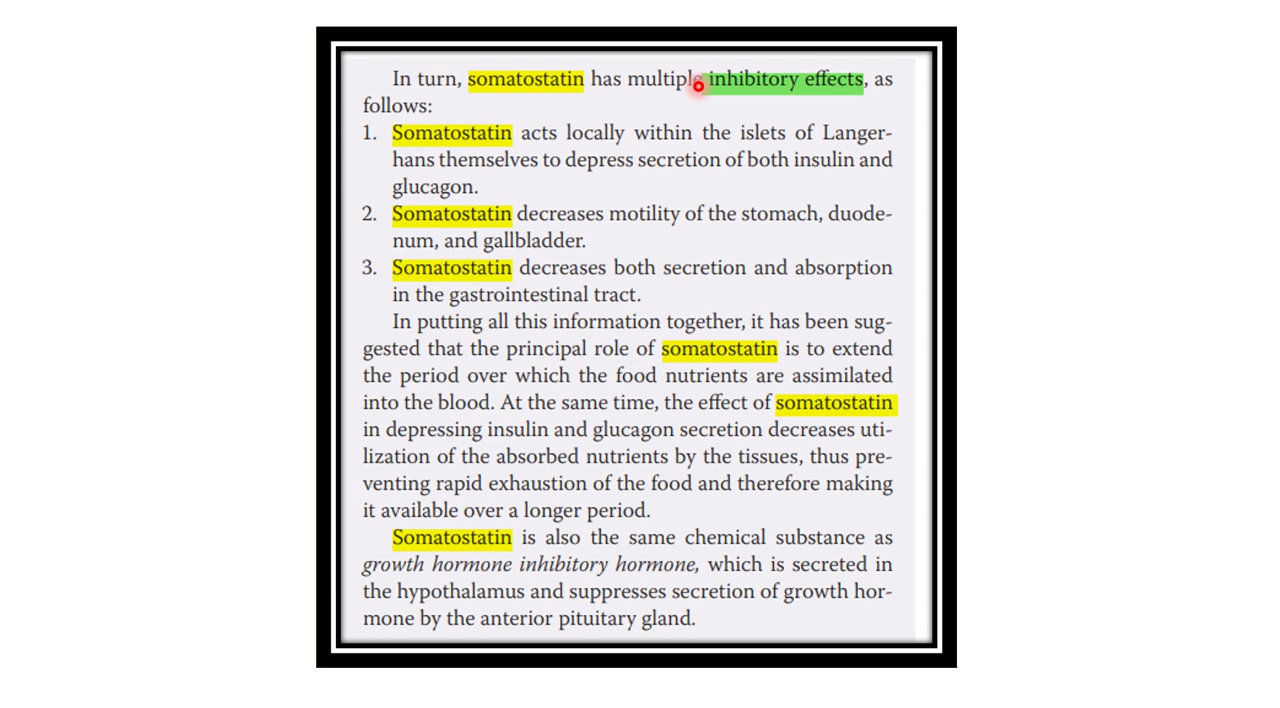 In turn, somatostatin has multiple inhibitory effects, as
follows:
1. Somatostatin acts locally within the islets of Langer-
hans themselves to depress secretion of both insulin and
glucagon.
2. Somatostatin decreases motility of the stomach, duode-
num, and gallbladder.
3. Somatostatin decreases both secretion and absorption
in the gastrointestinal tract.
In putting all this information together, it has been sug-
gested that the principal role of somatostatin is to extend
the period over which the food nutrients are assimilated
into the blood. At the same time, the effect of somatostatin
in depressing insulin and glucagon secretion decreases uti-
lization of the absorbed nutrients by the tissues, thus pre-
venting rapid exhaustion of the food and therefore making
it available over a longer period.
Somatostatin is also the same chemical substance as
growth hormone inhibitory hormone, which is secreted in
the hypothalamus and suppresses secretion of growth hor-
mone by the anterior pituitary gland.